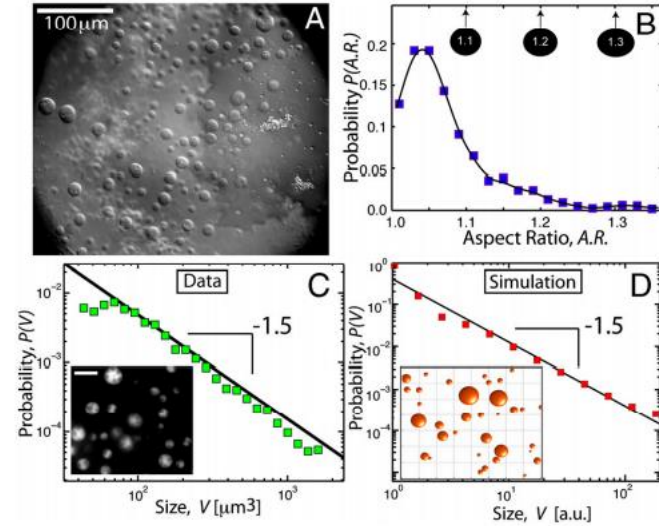 A
100μm
B
1.1 1.2 1.3
Probability P(A.R.)
0.2
0.15
0.1
0.05
0.0
1.0 1.1 1.2 1.3
Aspect Ratio, A.R.
C
Data
-1.5
Probability, P(V)
10⁻²
10⁻³
10⁻⁴
10² 10³
Size, V [μm³]
D
Simulation
-1.5
Probability, P(V)
10⁰
10⁻¹
10⁻²
10⁻³
10⁻⁴
10⁰ 10¹ 10²
Size, V [a.u.]